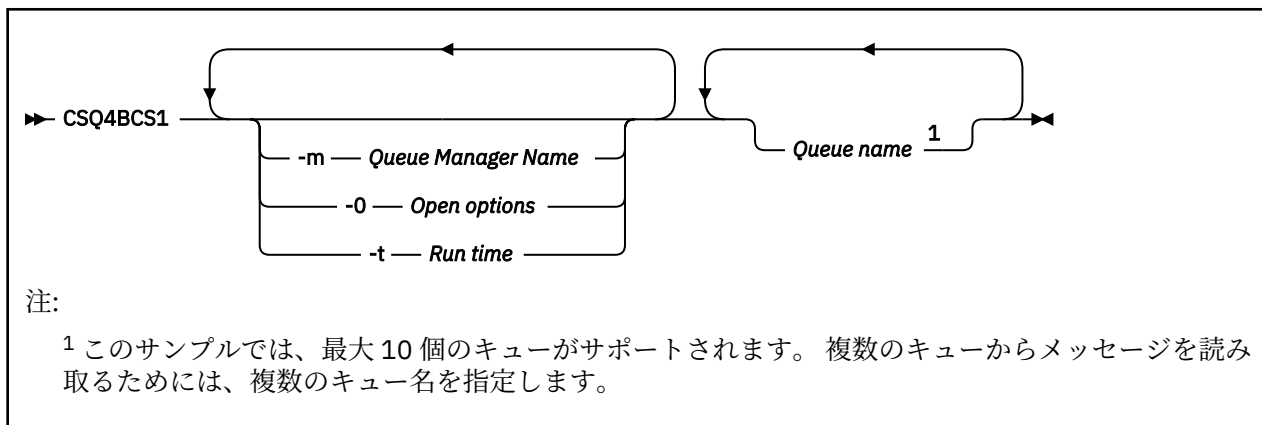 CSQ4BCS1
-m Queue Manager Name
-0 Open options
-t Run time
Queue name 1
注:
1 このサンプルでは、最大 10 個のキューがサポートされます。 複数のキューからメッセージを読み
取るためには、複数のキュー名を指定します。